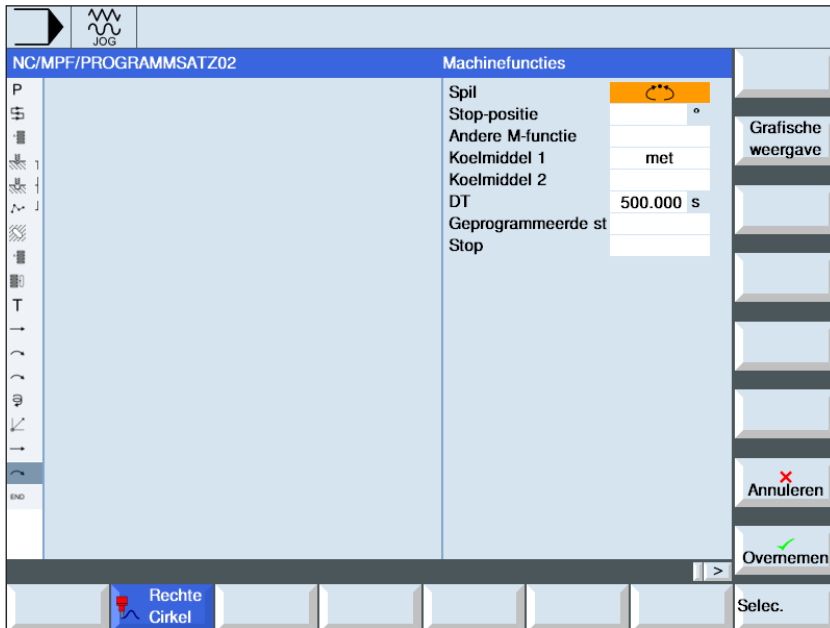 JOG
NC/MPF/PROGRAMMSATZ02
Machinefuncties
P
Spil
Stop-positie °
Andere M-functie
Koelmiddel 1 met
Koelmiddel 2
DT 500.000 s
Geprogrammeerde st
Stop
T
END
Grafische
weergave
Annuleren
Overnemen
>
Rechte
Cirkel
Selec.